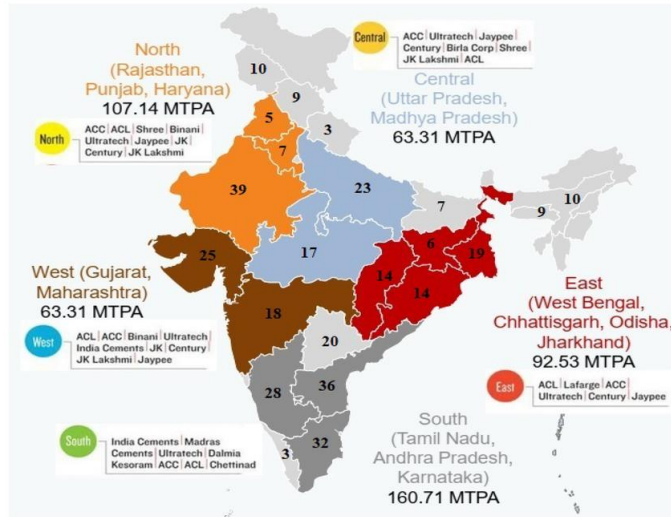 Central
ACC | Ultratech | Jaypee |
Century | Birla Corp | Shree |
JK Lakshmi | ACL
North
(Rajasthan,
Punjab, Haryana)
107.14 MTPA
Central
(Uttar Pradesh,
Madhya Pradesh)
63.31 MTPA
North
ACC | ACL | Shree | Binani |
Ultratech | Jaypee | JK |
Century | JK Lakshmi
10
9
5
3
7
39
23
7
10
9
17
25
6
19
14
14
18
20
28
36
32
3
West (Gujarat,
Maharashtra)
63.31 MTPA
West
ACL | ACC | Binani | Ultratech |
India Cements | JK | Century |
JK Lakshmi | Jaypee
East
(West Bengal,
Chhattisgarh, Odisha,
Jharkhand)
92.53 MTPA
East
ACL | Lafarge | ACC |
Ultratech | Century | Jaypee
South
India Cements | Madras
Cements | Ultratech | Dalmia
Kesoram | ACC | ACL | Chettinad
South
(Tamil Nadu,
Andhra Pradesh,
Karnataka)
160.71 MTPA